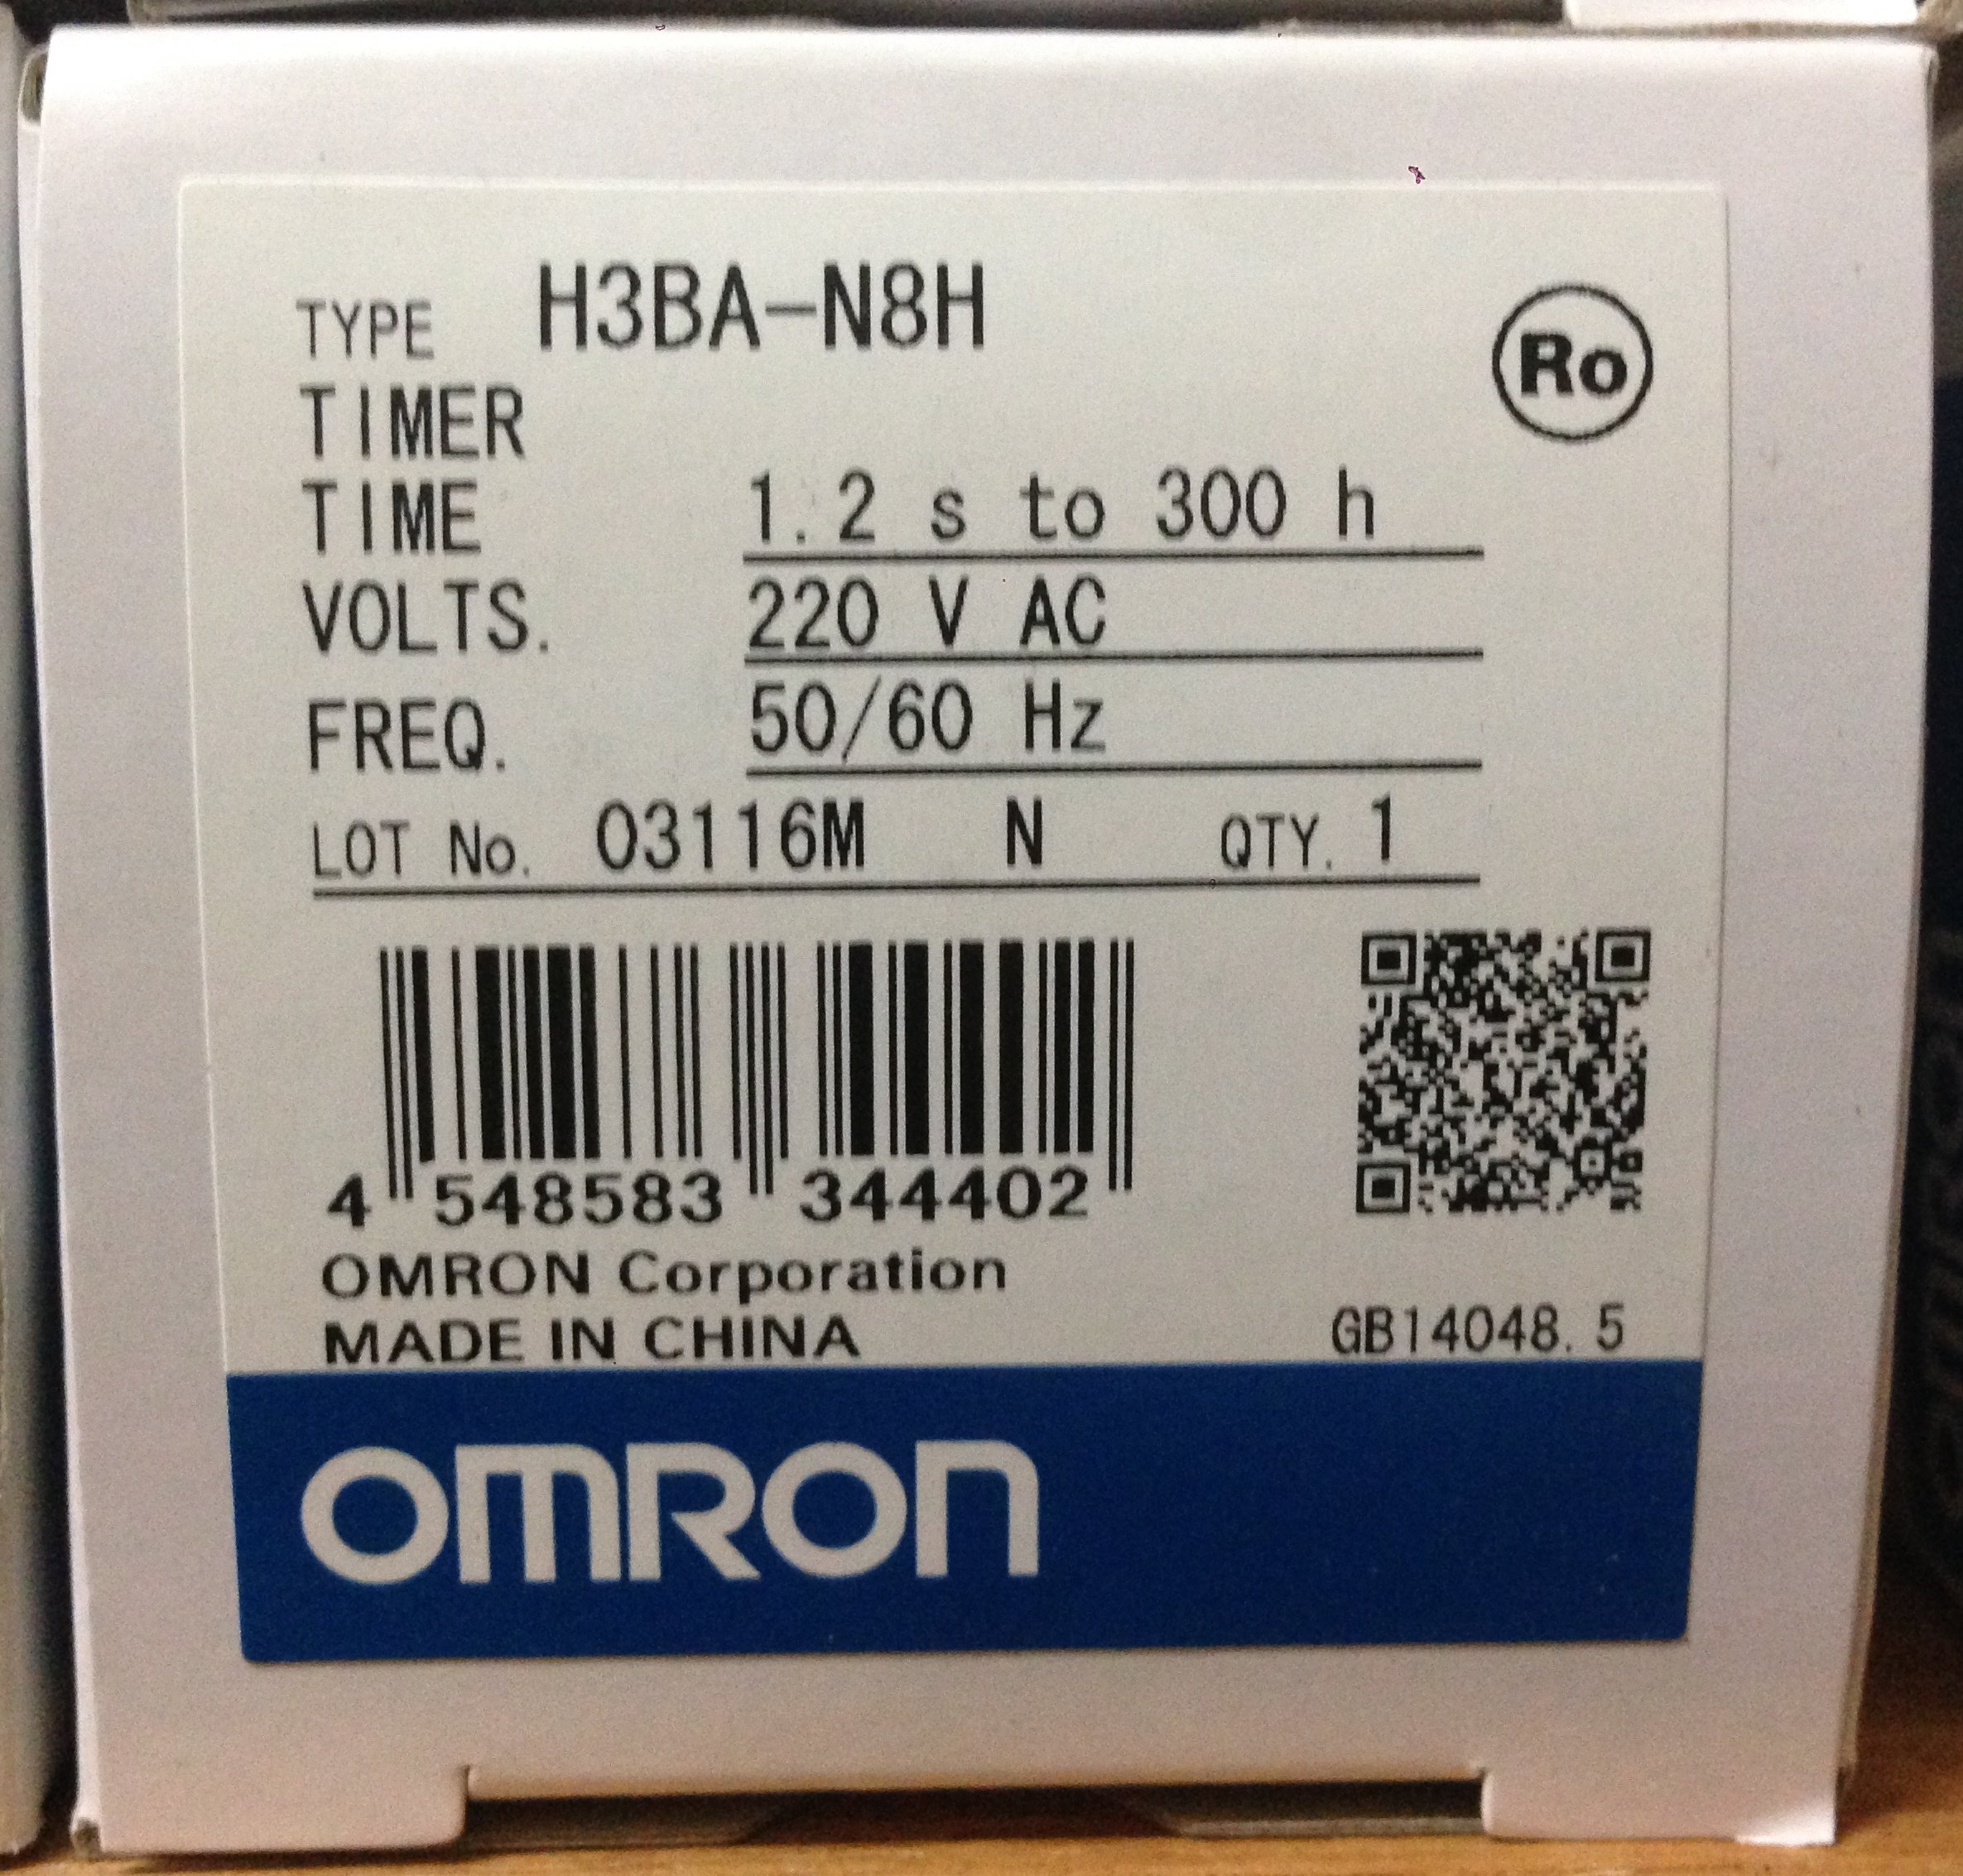 TYPE H3BA-N8H
Ro
TIMER
TIME 1.2 s to 300 h
VOLTS. 220 V AC
FREQ. 50/60 Hz
LOT No. 03116M N QTY. 1
4 548583 344402
OMRON Corporation
MADE IN CHINA
GB14048.5
OMRON